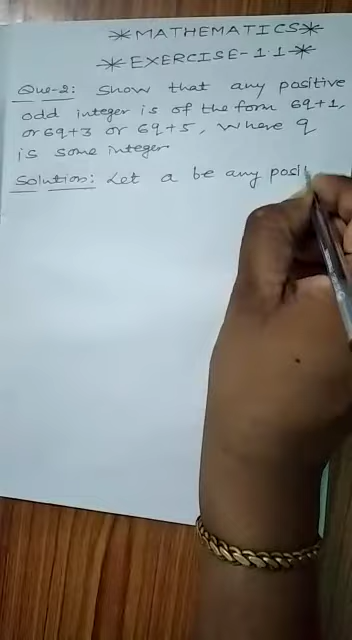 *MATHEMATICS*
*EXERCISE-1.1*
Que-2: Show that any positive
odd integer is of the form 6q+1,
or 6q+3 or 6q+5, where q
is some integer
Solution: Let a be any posi